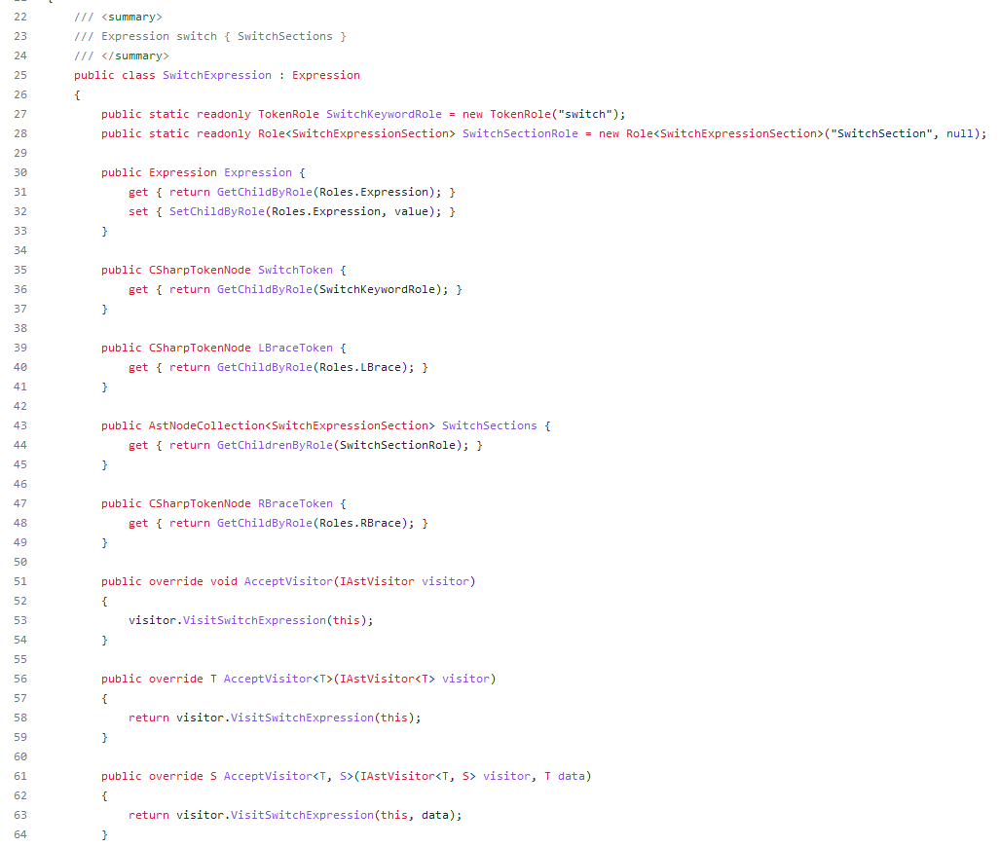 22 /// <summary>
23 /// Expression switch { SwitchSections }
24 /// </summary>
25 public class SwitchExpression : Expression
26 {
27 public static readonly TokenRole SwitchKeywordRole = new TokenRole("switch");
28 public static readonly Role<SwitchExpressionSection> SwitchSectionRole = new Role<SwitchExpressionSection>("SwitchSection", null);
29
30 public Expression Expression {
31 get { return GetChildByRole(Roles.Expression); }
32 set { SetChildByRole(Roles.Expression, value); }
33 }
34
35 public CSharpTokenNode SwitchToken {
36 get { return GetChildByRole(SwitchKeywordRole); }
37 }
38
39 public CSharpTokenNode LBraceToken {
40 get { return GetChildByRole(Roles.LBrace); }
41 }
42
43 public AstNodeCollection<SwitchExpressionSection> SwitchSections {
44 get { return GetChildrenByRole(SwitchSectionRole); }
45 }
46
47 public CSharpTokenNode RBraceToken {
48 get { return GetChildByRole(Roles.RBrace); }
49 }
50
51 public override void AcceptVisitor(IAstVisitor visitor)
52 {
53 visitor.VisitSwitchExpression(this);
54 }
55
56 public override T AcceptVisitor<T>(IAstVisitor<T> visitor)
57 {
58 return visitor.VisitSwitchExpression(this);
59 }
60
61 public override S AcceptVisitor<T, S>(IAstVisitor<T, S> visitor, T data)
62 {
63 return visitor.VisitSwitchExpression(this, data);
64 }